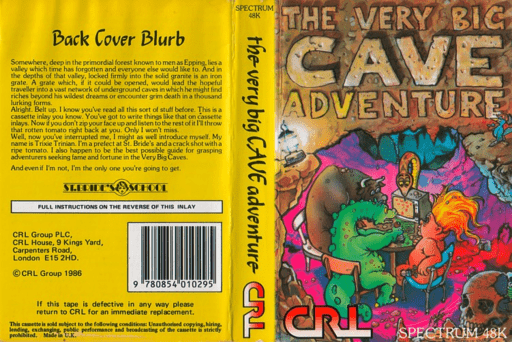 Back Cover Blurb
Somewhere, deep in the primordial forest known to men as Epping, lies a
valley which time has forgotten and everyone else would like to. And in
the depths of that valley, locked firmly into the solid granite is an iron
grate. A grate which, if it could be opened, would lead the hopeful
traveller into a vast network of underground caves in which he might find
riches beyond his wildest dreams or encounter grim death in a thousand
lurking forms.
Alright. Belt up. I know you've read all this sort of stuff before. This is a
cassette inlay you know. You've got to write things like that on cassette
inlays. Now if you don't zip your face up and listen to the rest of it I'll throw
that rotten tomato right back at you. Only I won't miss.
Well, now you've interrupted me, I might as well introduce myself. My
name is Trixie Trinian. I'm a prefect at St. Bride's and a crack shot with a
ripe tomato. I also happen to be the best possible guide for grasping
adventurers seeking fame and fortune in the Very Big Caves.
And even if I'm not, I'm the only one you're going to get.
ST. BRIDE'S SCHOOL
FULL INSTRUCTIONS ON THE REVERSE OF THIS INLAY
CRL Group PLC,
CRL House, 9 Kings Yard,
Carpenters Road,
London E15 2HD.
© CRL Group 1986
9 780854 010295
If this tape is defective in any way please
return to CRL for an immediate replacement.
This cassette is sold subject to the following conditions: Unauthorised copying, hiring,
lending, exchanging, public performance and broadcasting of the cassette is strictly
prohibited. Made in U.K.
SPECTRUM
48K
the very big CAVE adventure
CRL
THE VERY BIG
CAVE
ADVENTURE
CRL
SPECTRUM 48K